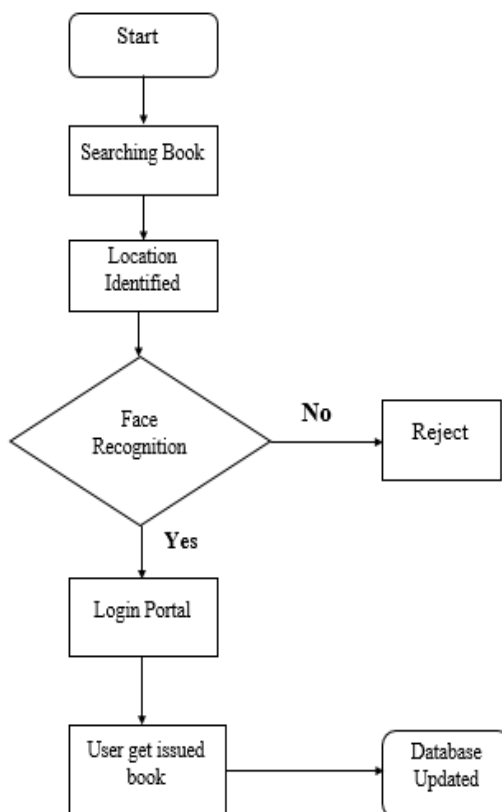 Start
Searching Book
Location
Identified
Face
Recognition
No
Reject
Yes
Login Portal
User get issued
book
Database
Updated